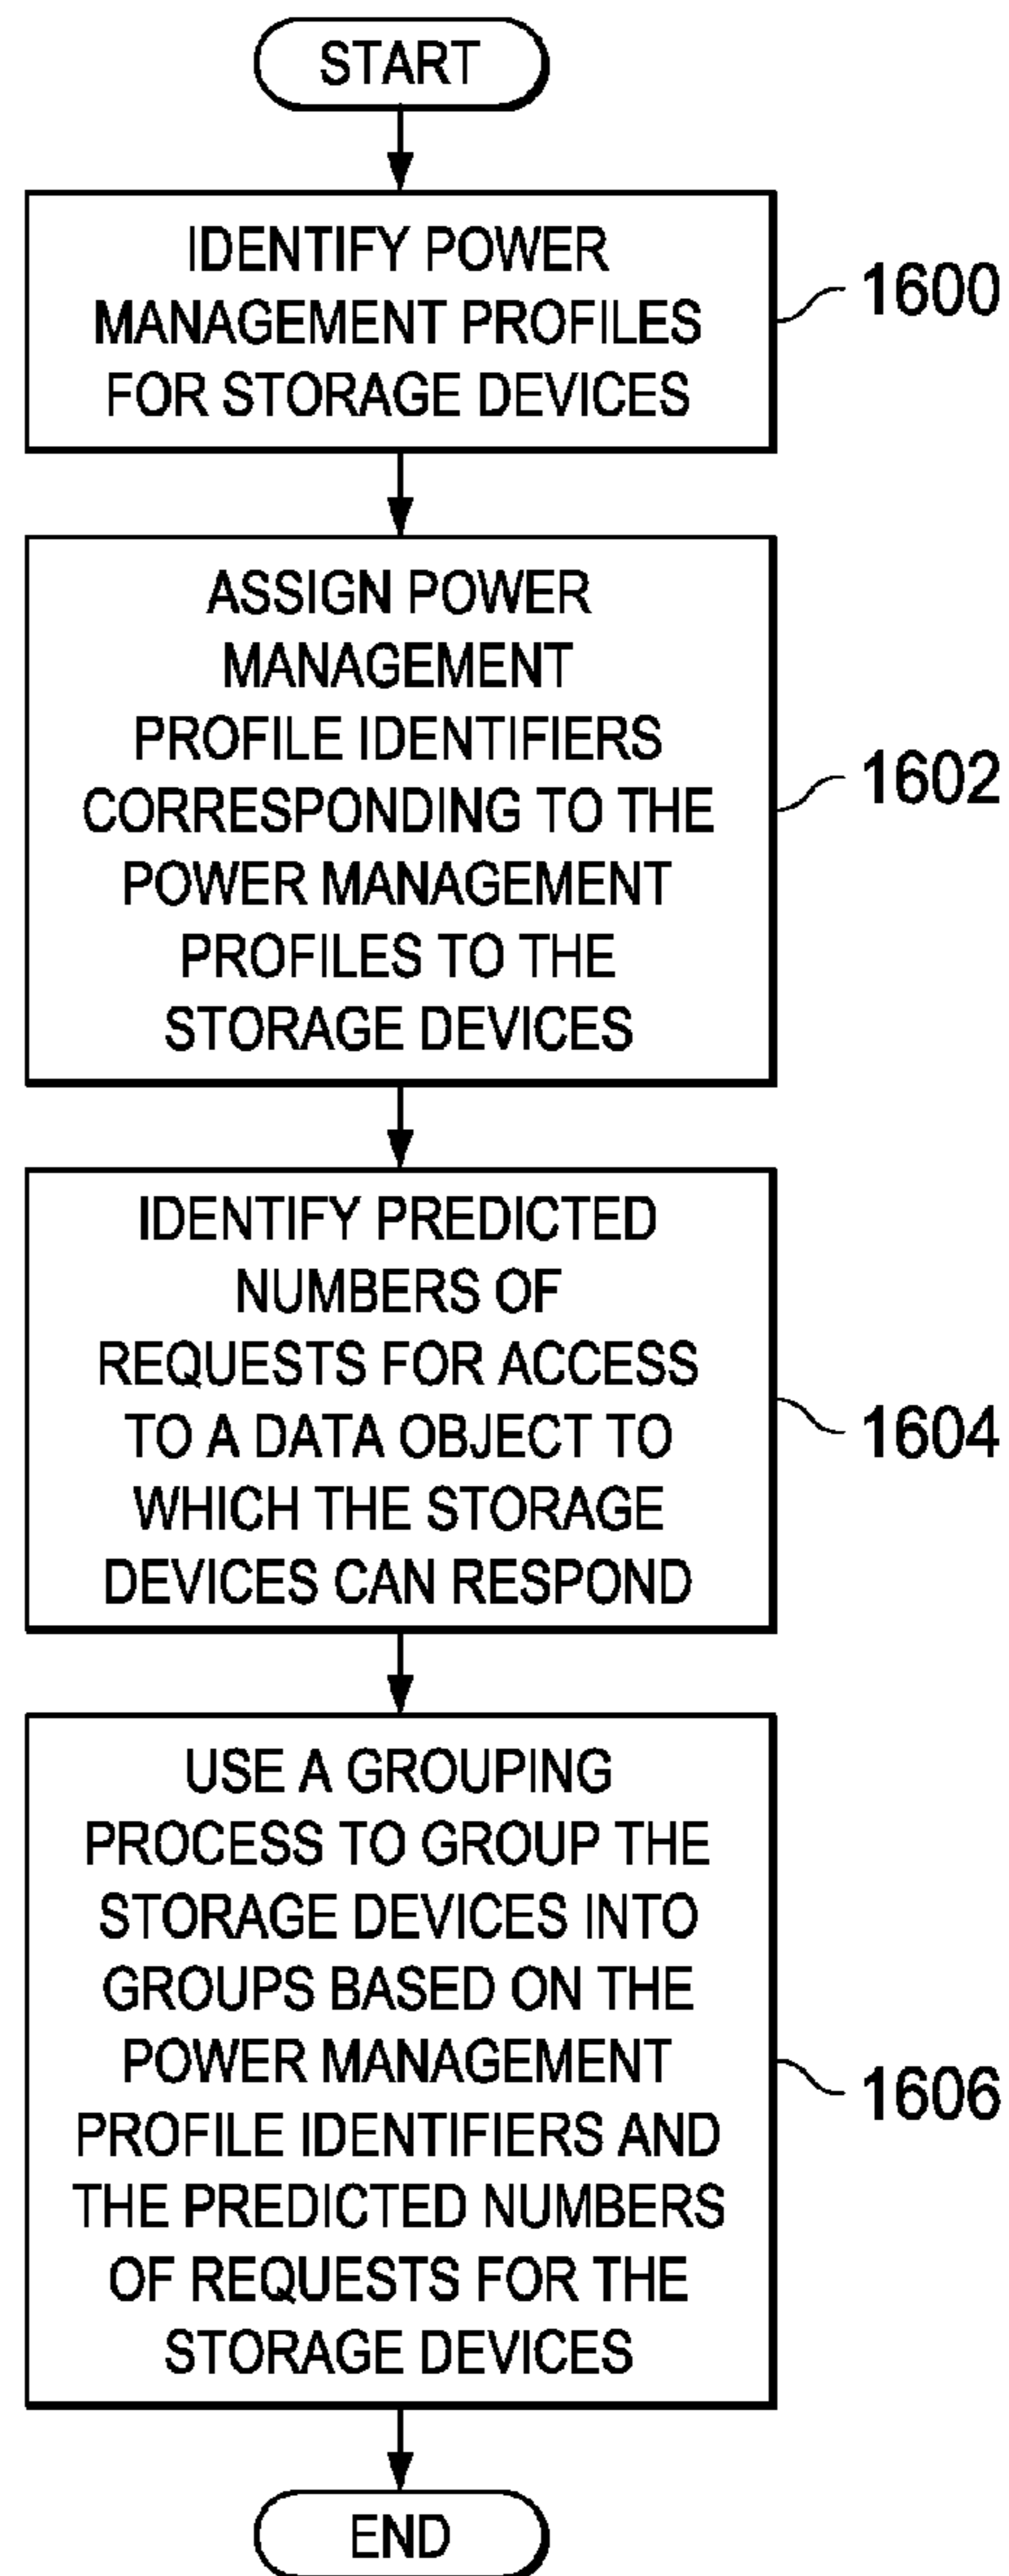 START
IDENTIFY POWER
MANAGEMENT PROFILES
FOR STORAGE DEVICES
1600
ASSIGN POWER
MANAGEMENT
PROFILE IDENTIFIERS
CORRESPONDING TO THE
POWER MANAGEMENT
PROFILES TO THE
STORAGE DEVICES
1602
IDENTIFY PREDICTED
NUMBERS OF
REQUESTS FOR ACCESS
TO A DATA OBJECT TO
WHICH THE STORAGE
DEVICES CAN RESPOND
1604
USE A GROUPING
PROCESS TO GROUP THE
STORAGE DEVICES INTO
GROUPS BASED ON THE
POWER MANAGEMENT
PROFILE IDENTIFIERS AND
THE PREDICTED NUMBERS
OF REQUESTS FOR THE
STORAGE DEVICES
1606
END